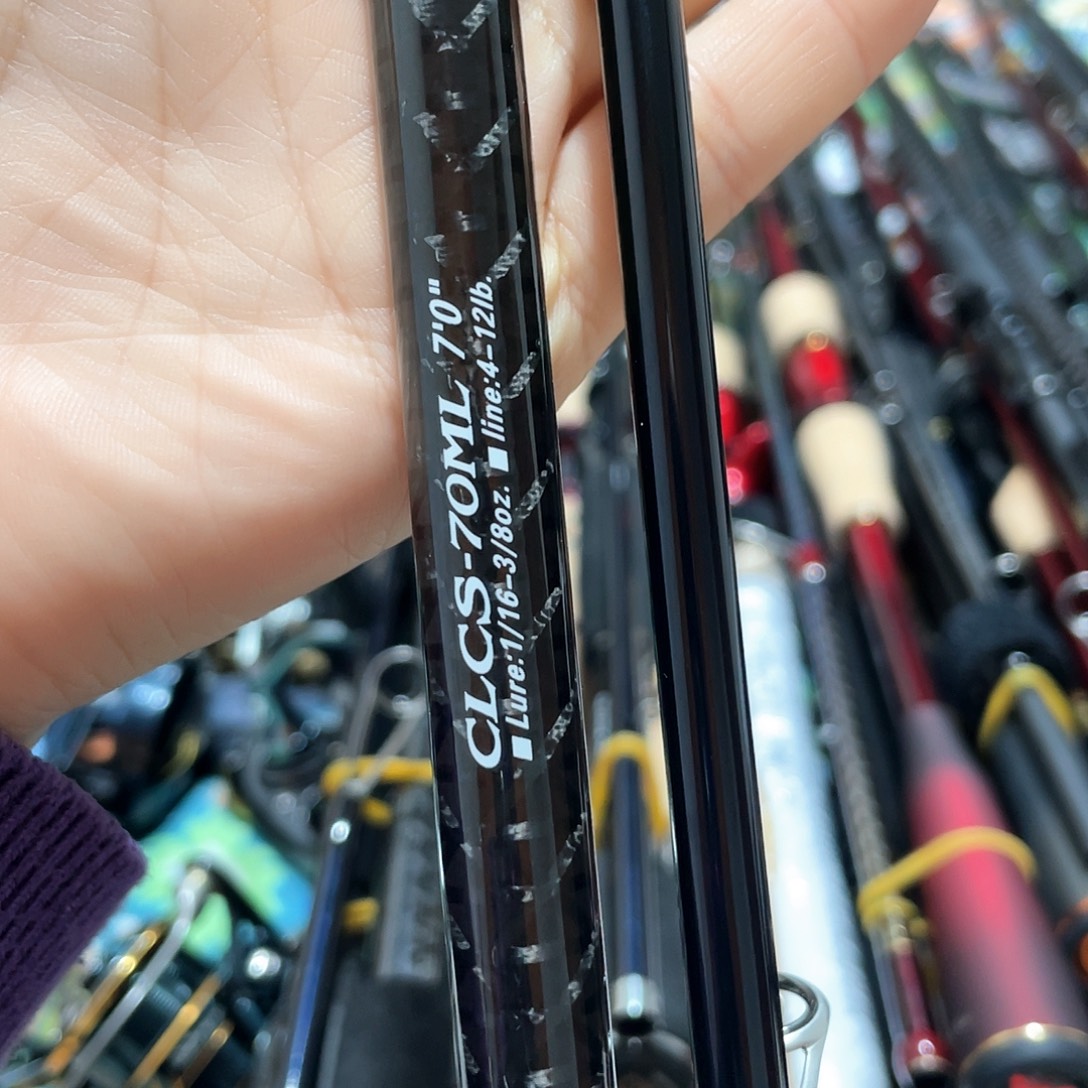 CLCS-70ML 7'0"
■Lure:1/16-3/8oz. ■line:4-12lb.